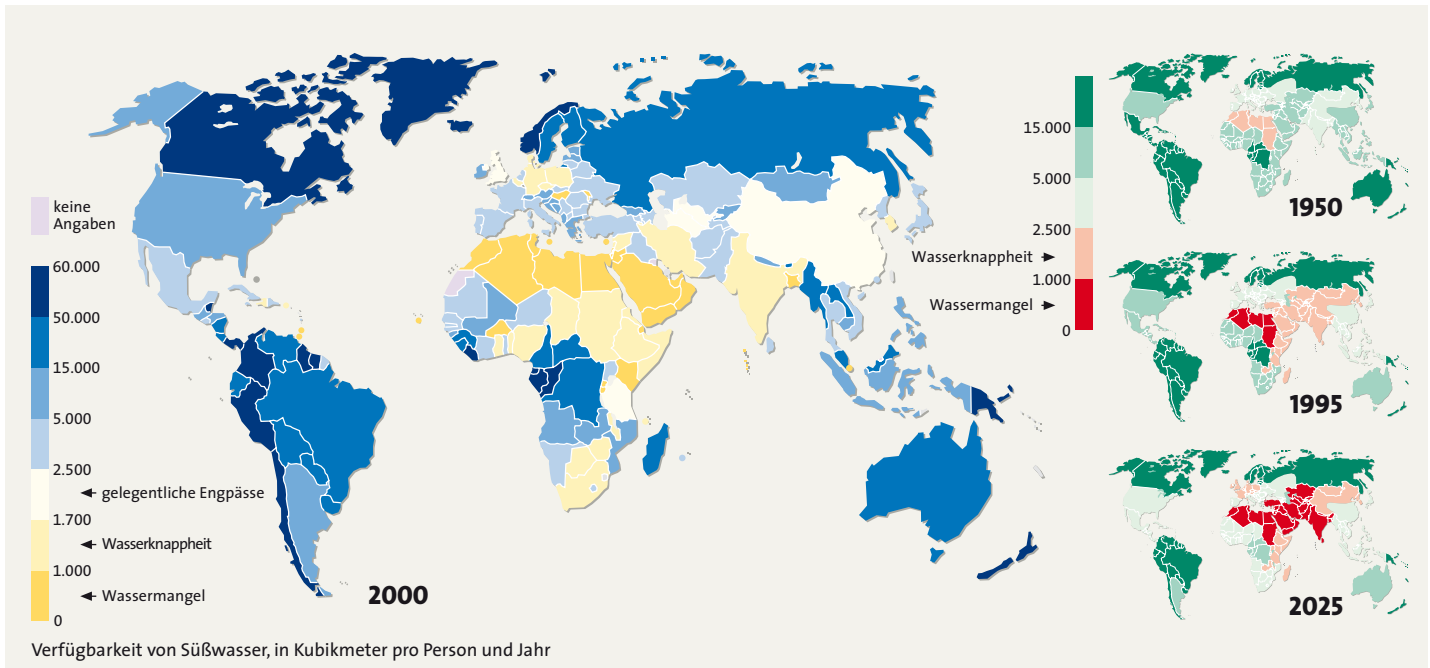 keine
Angaben
60.000
50.000
15.000
5.000
2.500
gelegentliche Engpässe
1.700
Wasserknappheit
1.000
Wassermangel
0
2000
15.000
5.000
2.500
Wasserknappheit
1.000
Wassermangel
0
1950
1995
2025
Verfügbarkeit von Süßwasser, in Kubikmeter pro Person und Jahr